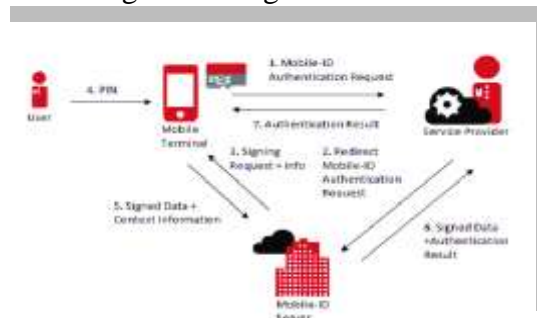 1. Mobile-ID
Authentication Request
4. PIN
User
Mobile
Terminal
7. Authentication Result
Service Provider
3. Signing
Request + Info
2. Redirect
Mobile-ID
Authentication
Request
5. Signed Data +
Context Information
6. Signed Data
+Authentication
Result
Mobile-ID
Server